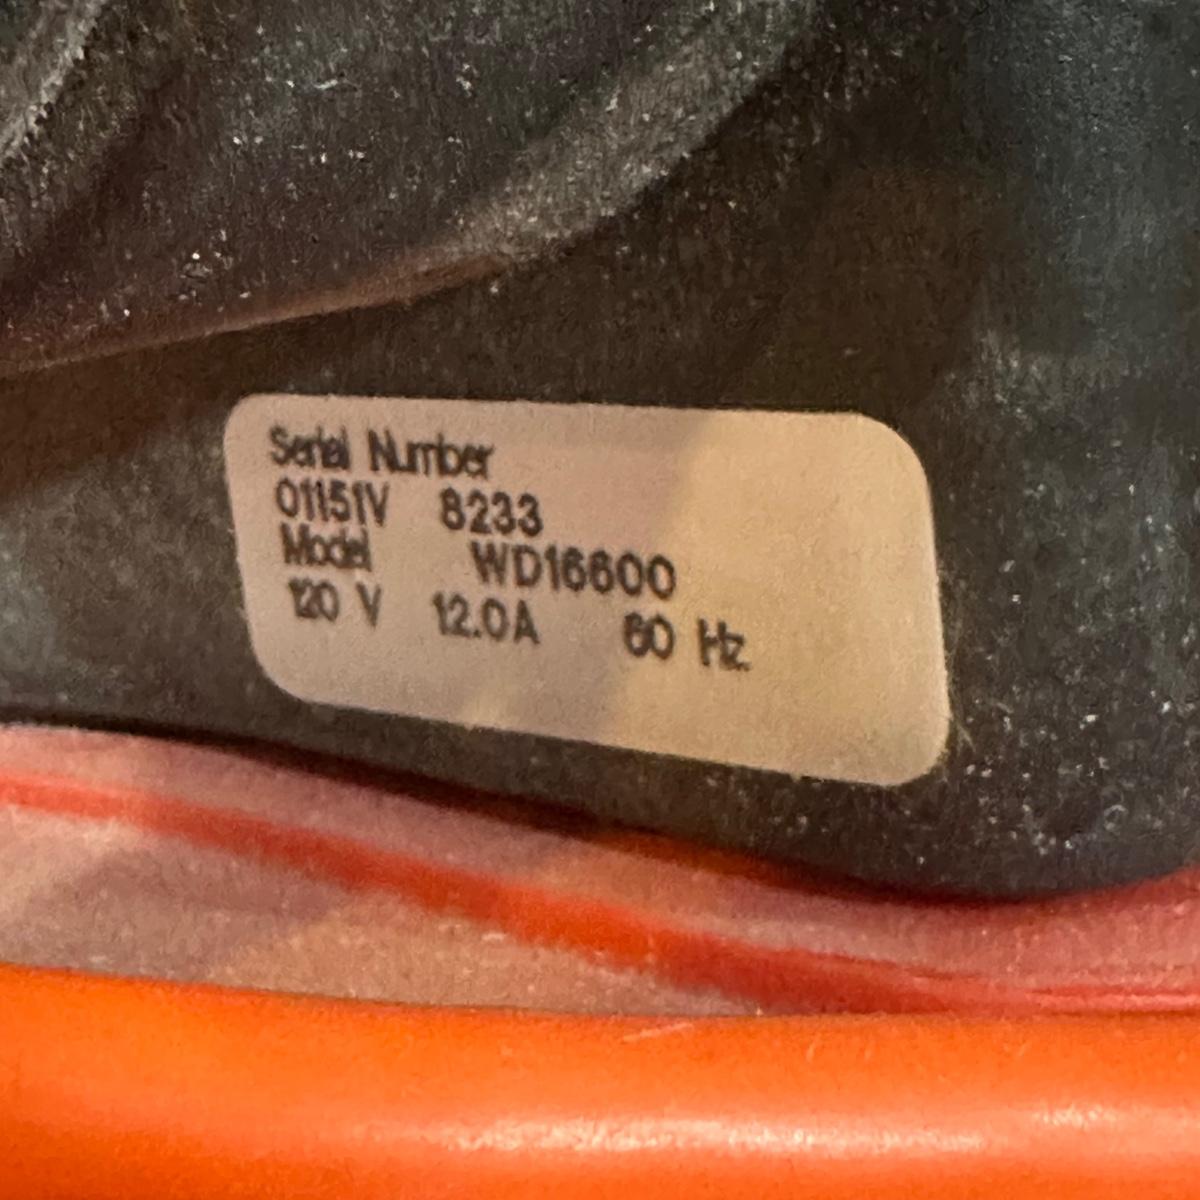 Serial Number
01151V 8233
Model WD16600
120 V 12.0A 60 Hz.